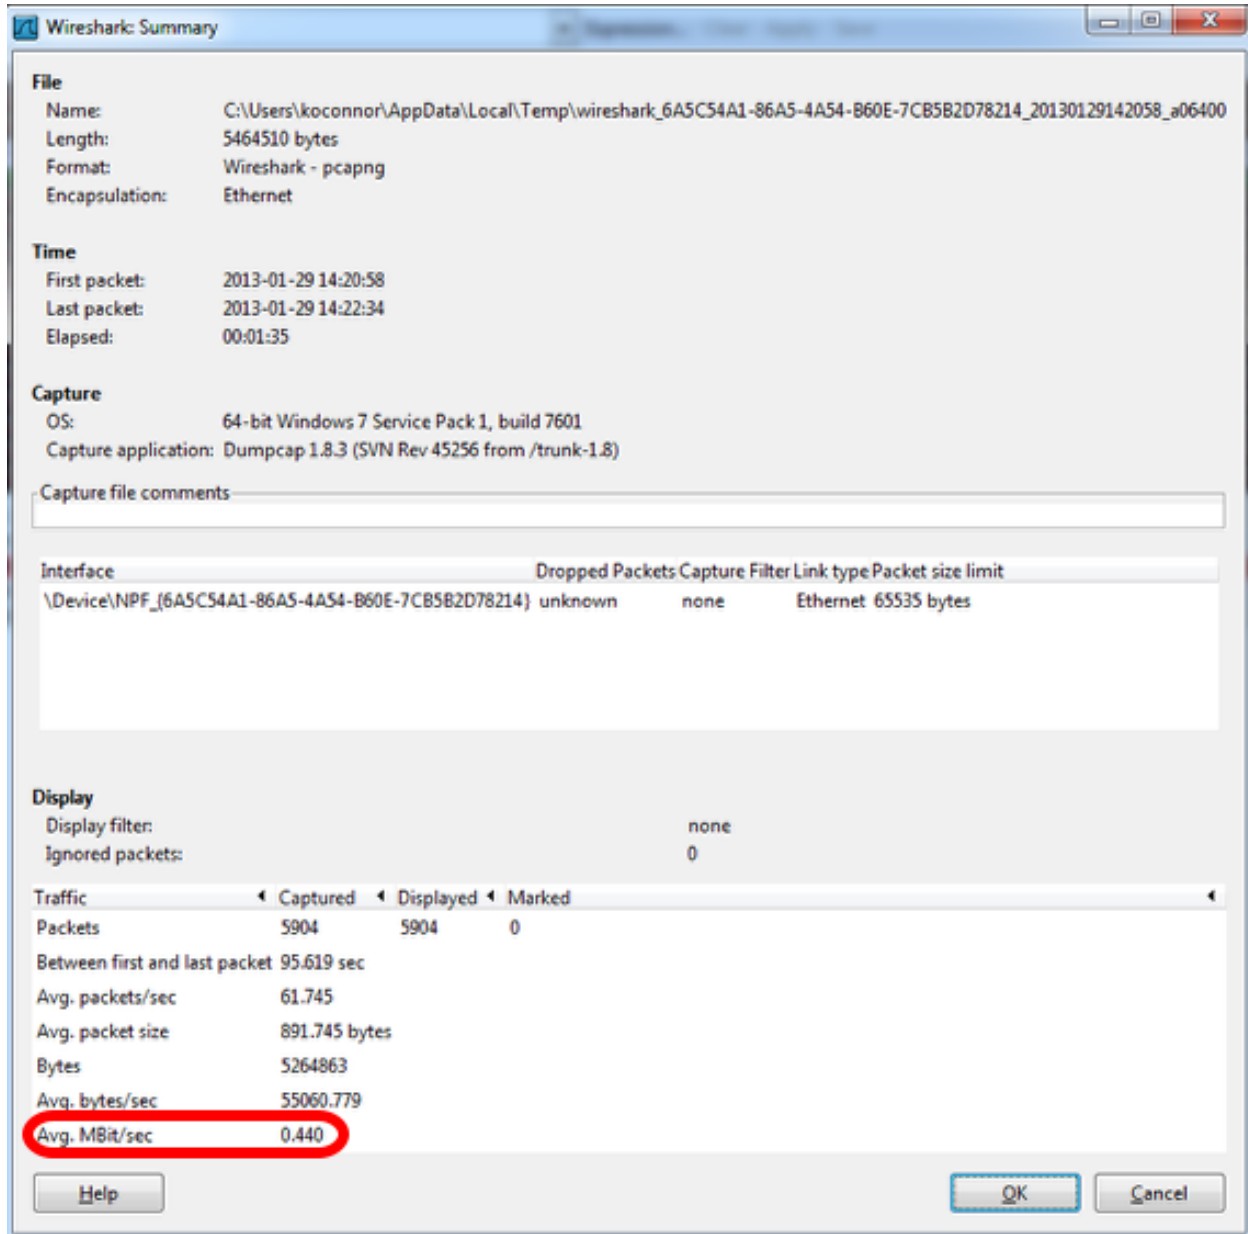 Wireshark: Summary
File
Name: C:\Users\koconnor\AppData\Local\Temp\wireshark_6A5C54A1-86A5-4A54-B60E-7CB5B2D78214_20130129142058_a06400
Length: 5464510 bytes
Format: Wireshark - pcapng
Encapsulation: Ethernet
Time
First packet: 2013-01-29 14:20:58
Last packet: 2013-01-29 14:22:34
Elapsed: 00:01:35
Capture
OS: 64-bit Windows 7 Service Pack 1, build 7601
Capture application: Dumpcap 1.8.3 (SVN Rev 45256 from /trunk-1.8)
Capture file comments
Interface Dropped Packets Capture Filter Link type Packet size limit
\Device\NPF_{6A5C54A1-86A5-4A54-B60E-7CB5B2D78214} unknown none Ethernet 65535 bytes
Display
Display filter: none
Ignored packets: 0
Traffic Captured Displayed Marked
Packets 5904 5904 0
Between first and last packet 95.619 sec
Avg. packets/sec 61.745
Avg. packet size 891.745 bytes
Bytes 5264863
Avg. bytes/sec 55060.779
Avg. MBit/sec 0.440
Help OK Cancel